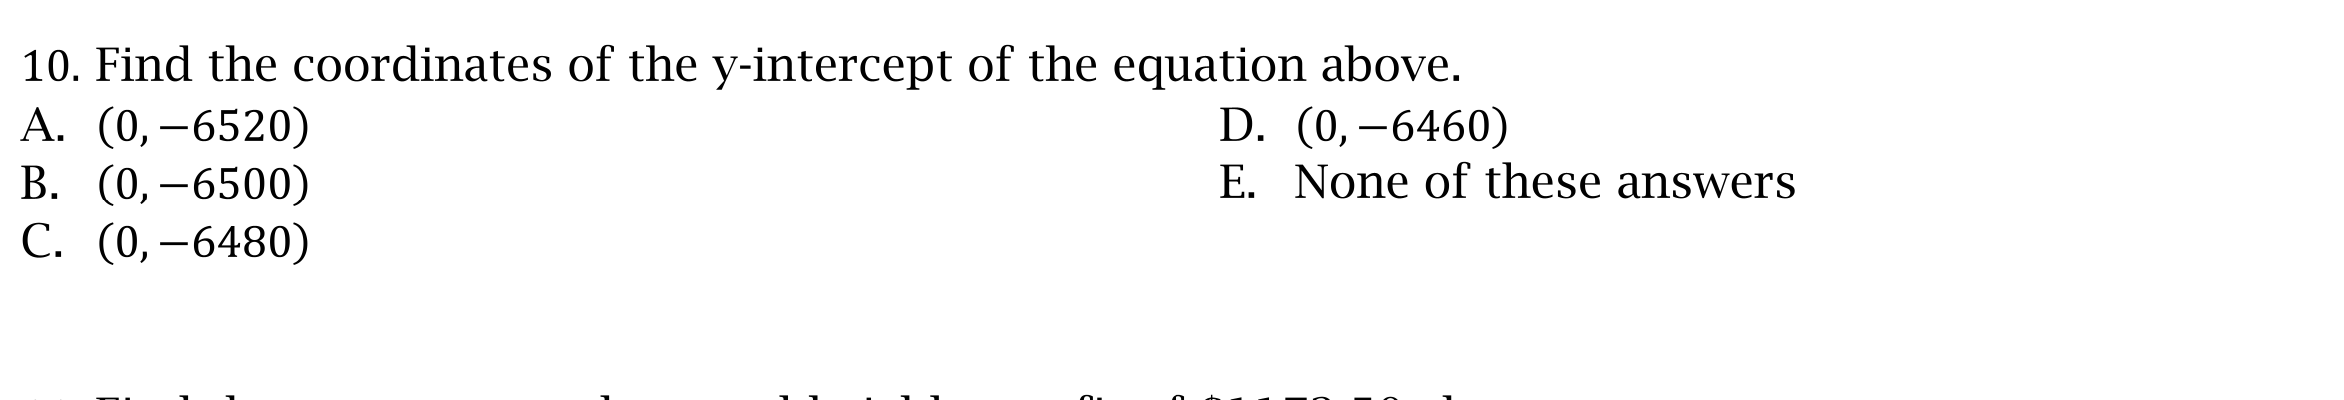 10. Find the coordinates of the y-intercept of the equation above.
A. (0, −6520)
B. (0, −6500)
C. (0, −6480)
D. (0, −6460)
E. None of these answers